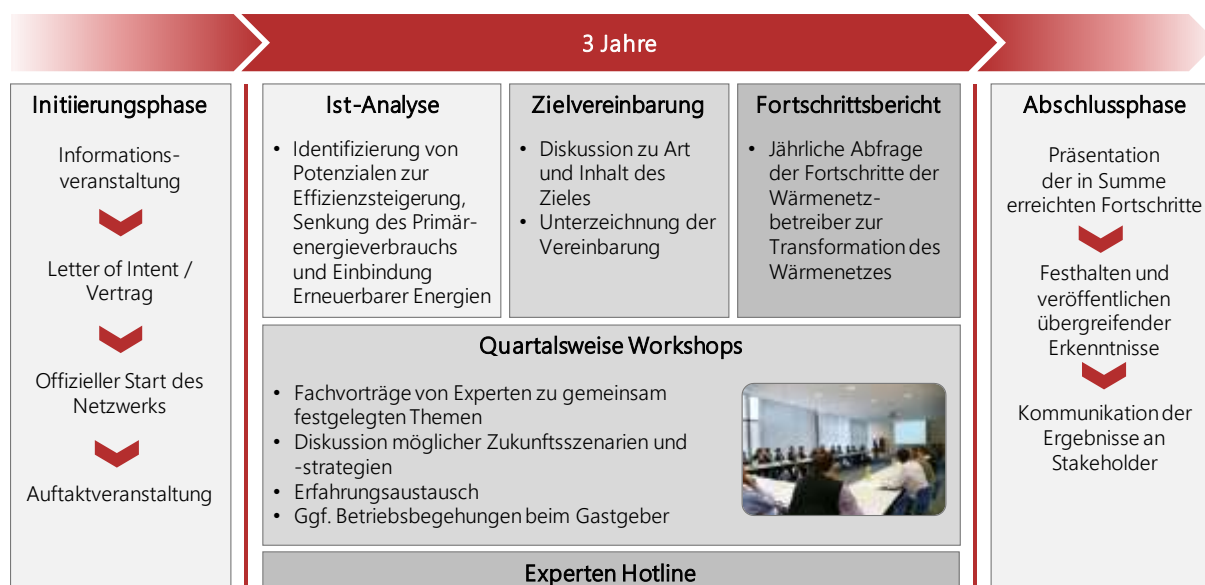 3 Jahre
Initiierungsphase
Informations-
veranstaltung
Letter of Intent /
Vertrag
Offizieller Start des
Netzwerks
Auftaktveranstaltung
Ist-Analyse
• Identifizierung von
Potenzialen zur
Effizienzsteigerung,
Senkung des Primär-
energieverbrauchs
und Einbindung
Erneuerbarer Energien
Zielvereinbarung
• Diskussion zu Art
und Inhalt des
Zieles
• Unterzeichnung der
Vereinbarung
Fortschrittsbericht
• Jährliche Abfrage
der Fortschritte der
Wärmenetz-
betreiber zur
Transformation des
Wärmenetzes
Quartalsweise Workshops
• Fachvorträge von Experten zu gemeinsam
festgelegten Themen
• Diskussion möglicher Zukunftsszenarien und
-strategien
• Erfahrungsaustausch
• Ggf. Betriebsbegehungen beim Gastgeber
Experten Hotline
Abschlussphase
Präsentation
der in Summe
erreichten Fortschritte
Festhalten und
veröffentlichen
übergreifender
Erkenntnisse
Kommunikation der
Ergebnisse an
Stakeholder